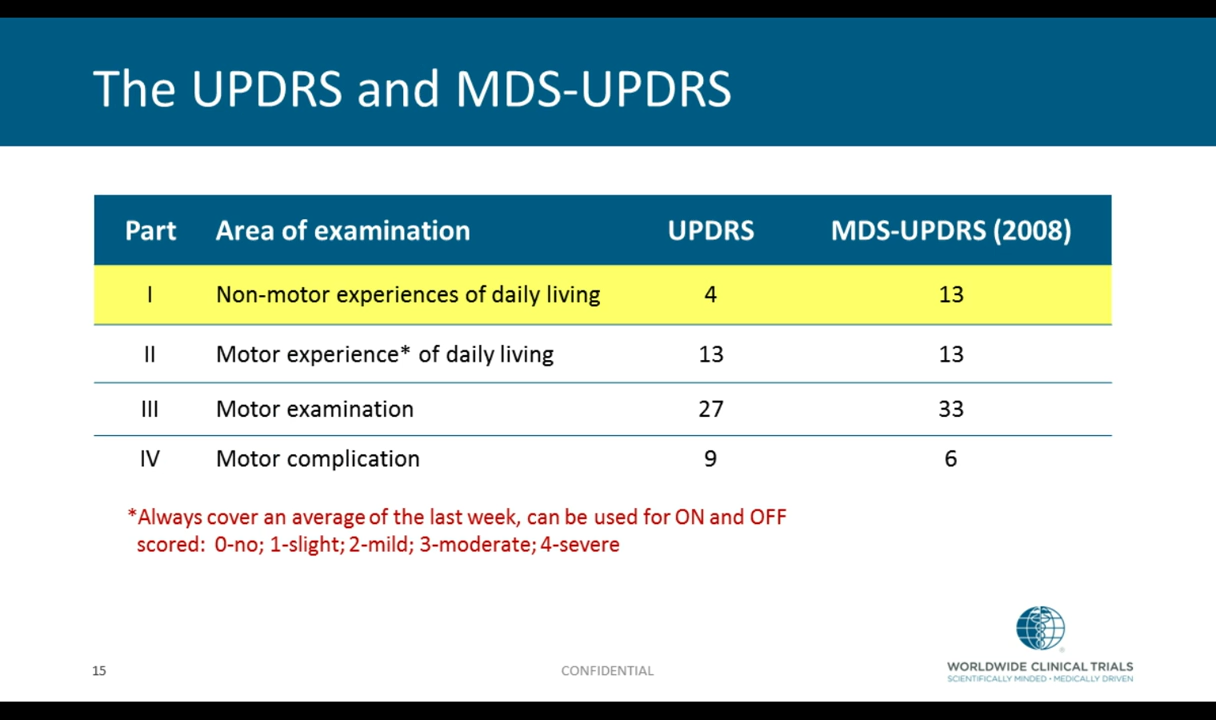 The UPDRS and MDS-UPDRS
Part Area of examination UPDRS MDS-UPDRS (2008)
I Non-motor experiences of daily living 4 13
II Motor experience* of daily living 13 13
III Motor examination 27 33
IV Motor complication 9 6
*Always cover an average of the last week, can be used for ON and OFF
scored: 0-no; 1-slight; 2-mild; 3-moderate; 4-severe
15 CONFIDENTIAL
WORLDWIDE CLINICAL TRIALS
SCIENTIFICALLY MINDED • MEDICALLY DRIVEN